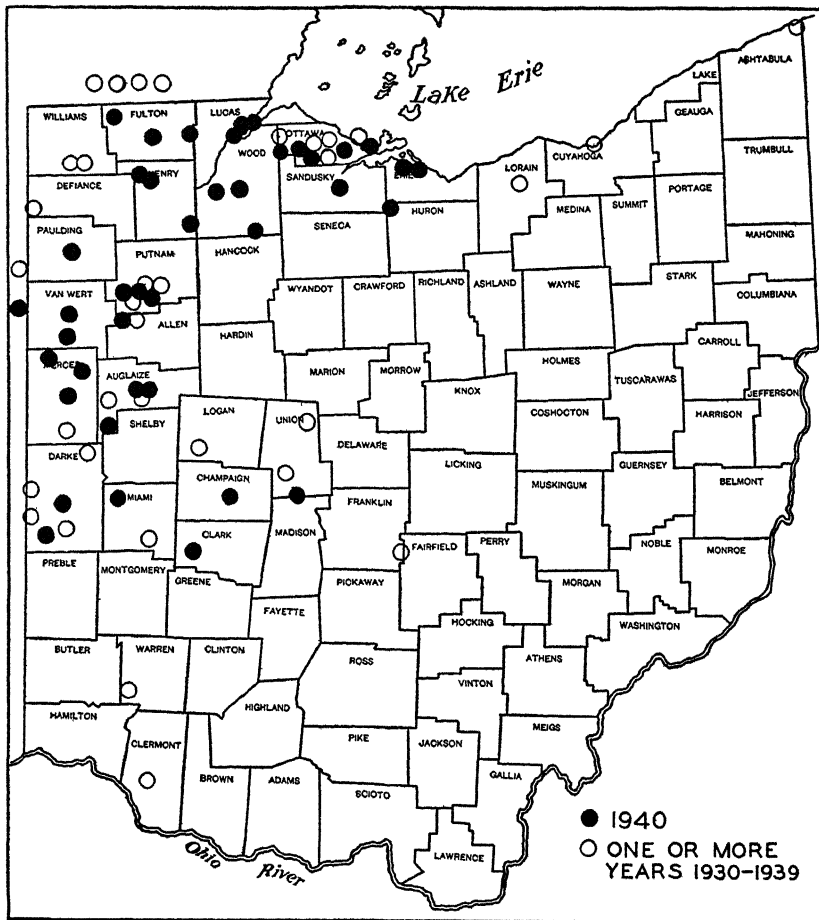 Lake Erie
ASHTABULA
LAKE
GEAUGA
WILLIAMS
FULTON
LUCAS
OTTAWA
WOOD
CUYAHOGA
TRUMBULL
DEFIANCE
HENRY
SANDUSKY
ERIE
LORAIN
PORTAGE
SUMMIT
MEDINA
HURON
SENECA
PAULDING
MAHONING
PUTNAM
HANCOCK
STARK
WYANDOT
CRAWFORD
RICHLAND
ASHLAND
WAYNE
VAN WERT
COLUMBIANA
ALLEN
HARDIN
CARROLL
MERCER
HOLMES
MARION
MORROW
AUGLAIZE
TUSCARAWAS
KNOX
JEFFERSON
LOGAN
COSHOCTON
HARRISON
UNION
SHELBY
DELAWARE
DARKE
LICKING
GUERNSEY
CHAMPAIGN
BELMONT
MUSKINGUM
MIAMI
FRANKLIN
CLARK
MADISON
PERRY
NOBLE
FAIRFIELD
MONROE
PREBLE
MONTGOMERY
GREENE
PICKAWAY
MORGAN
FAYETTE
HOCKING
WASHINGTON
BUTLER
WARREN
CLINTON
ATHENS
ROSS
VINTON
HIGHLAND
HAMILTON
MEIGS
PIKE
CLERMONT
JACKSON
GALLIA
BROWN
ADAMS
SCIOTO
LAWRENCE
Ohio River
1940
ONE OR MORE
YEARS 1930-1939